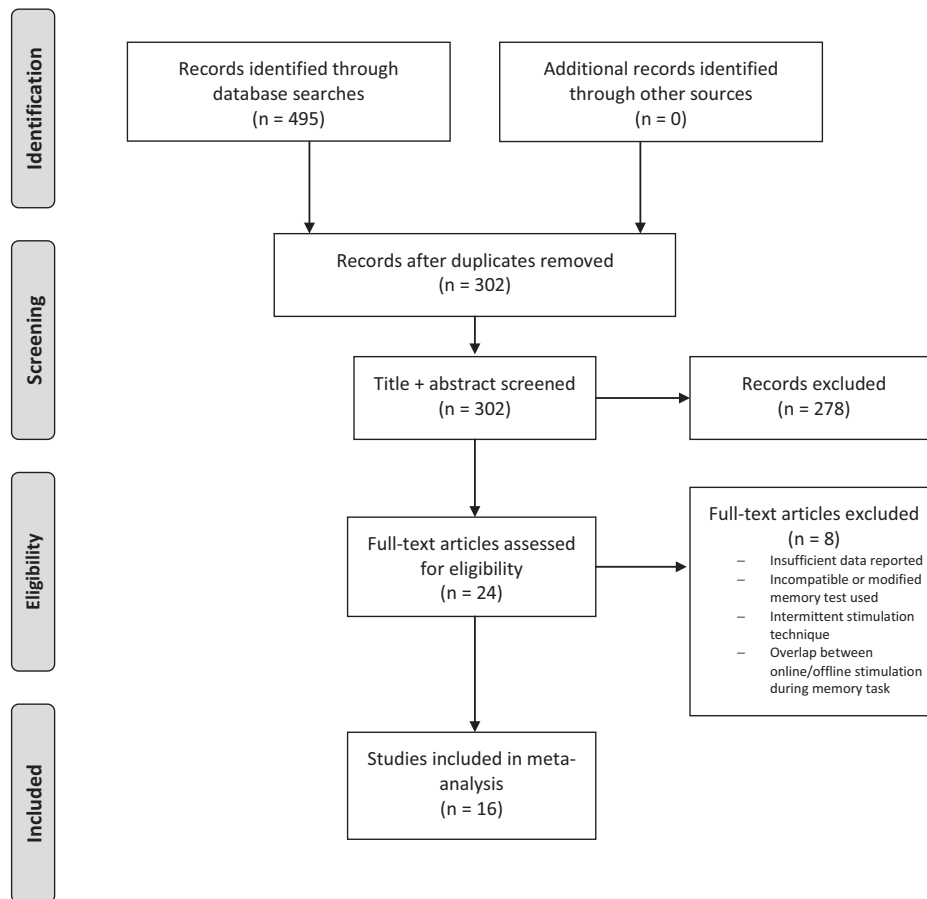 Identification
Records identified through
database searches
(n = 495)
Additional records identified
through other sources
(n = 0)
Screening
Records after duplicates removed
(n = 302)
Title + abstract screened
(n = 302)
Records excluded
(n = 278)
Eligibility
Full-text articles assessed
for eligibility
(n = 24)
Full-text articles excluded
(n = 8)
– Insufficient data reported
– Incompatible or modified
memory test used
– Intermittent stimulation
technique
– Overlap between
online/offline stimulation
during memory task
Included
Studies included in meta-
analysis
(n = 16)